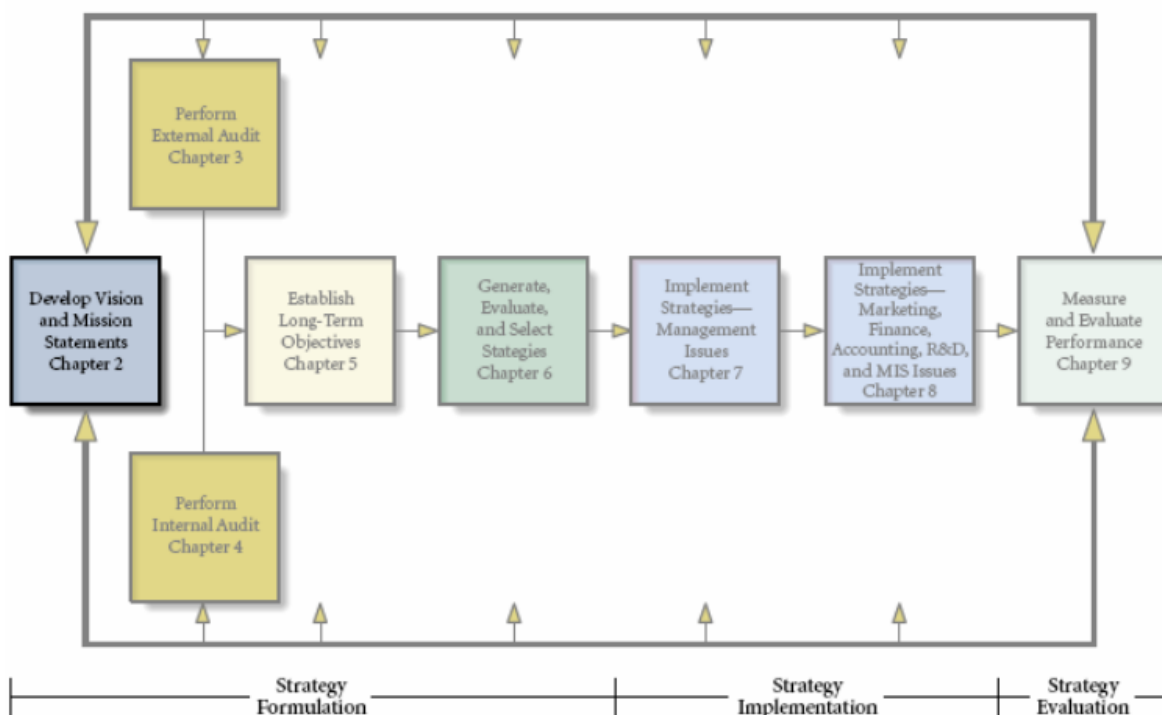 Perform
External Audit
Chapter 3
Develop Vision
and Mission
Statements
Chapter 2
Establish
Long-Term
Objectives
Chapter 5
Generate,
Evaluate,
and Select
Stategies
Chapter 6
Implement
Strategies—
Management
Issues
Chapter 7
Implement
Strategies—
Marketing,
Finance,
Accounting, R&D,
and MIS Issues
Chapter 8
Measure
and Evaluate
Performance
Chapter 9
Perform
Internal Audit
Chapter 4
Strategy
Formulation
Strategy
Implementation
Strategy
Evaluation